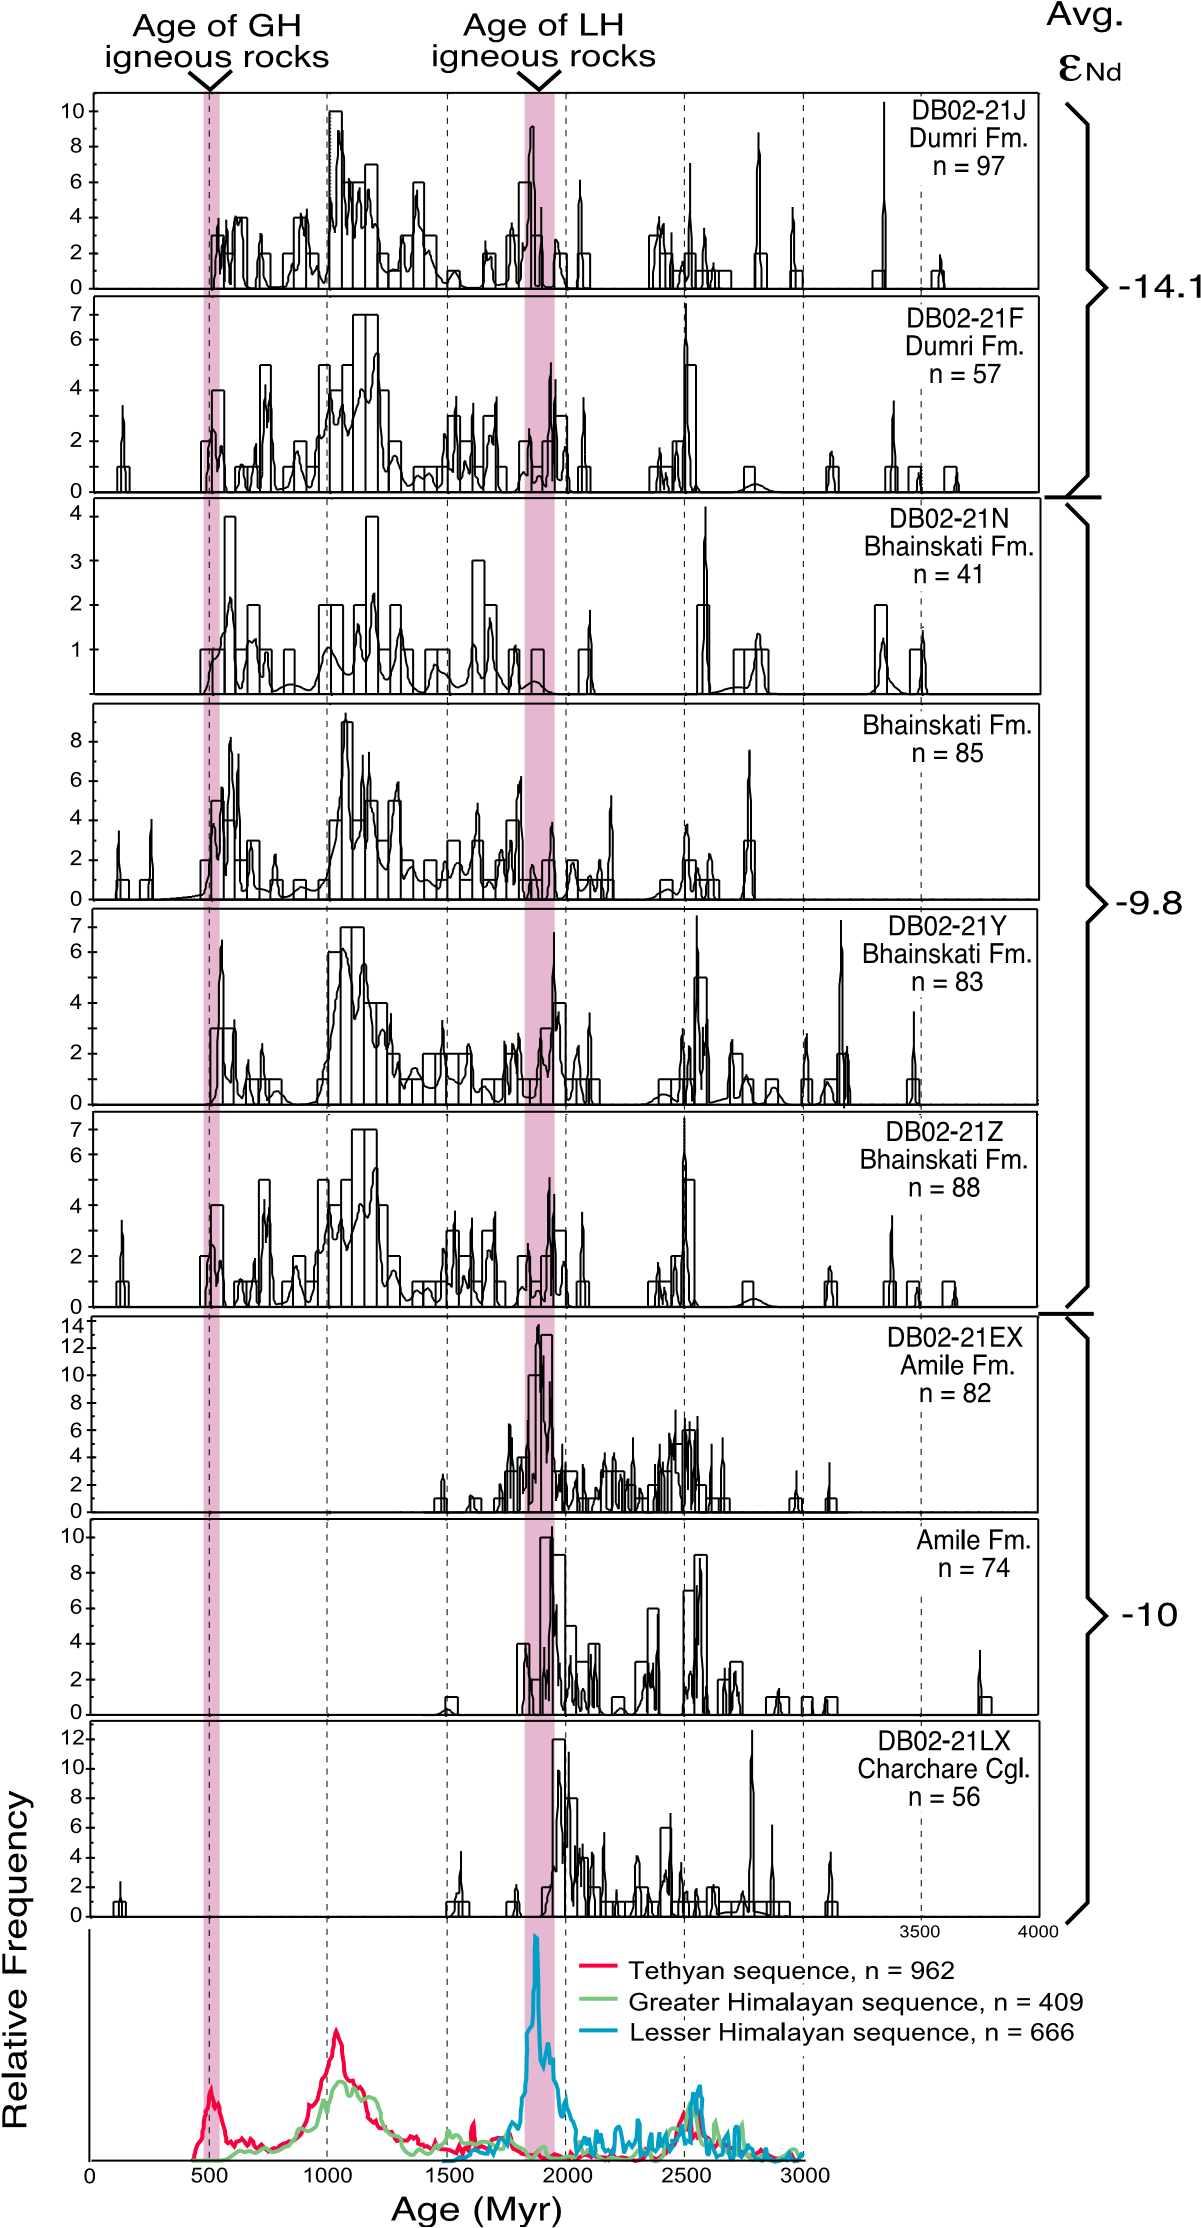 Age of GH
igneous rocks
Age of LH
igneous rocks
Avg.
εNd
10
8
6
4
2
0
DB02-21J
Dumri Fm.
n = 97
-14.1
7
6
4
2
0
DB02-21F
Dumri Fm.
n = 57
4
3
2
1
DB02-21N
Bhainskati Fm.
n = 41
8
6
4
2
0
Bhainskati Fm.
n = 85
-9.8
7
6
4
2
0
DB02-21Y
Bhainskati Fm.
n = 83
7
6
4
2
0
DB02-21Z
Bhainskati Fm.
n = 88
14
12
10
8
6
4
2
0
DB02-21EX
Amile Fm.
n = 82
10
8
6
4
2
0
Amile Fm.
n = 74
-10
12
10
8
6
4
2
0
DB02-21LX
Charchare Cgl.
n = 56
3500
4000
Relative Frequency
Tethyan sequence, n = 962
Greater Himalayan sequence, n = 409
Lesser Himalayan sequence, n = 666
0
500
1000
1500
2000
2500
3000
Age (Myr)